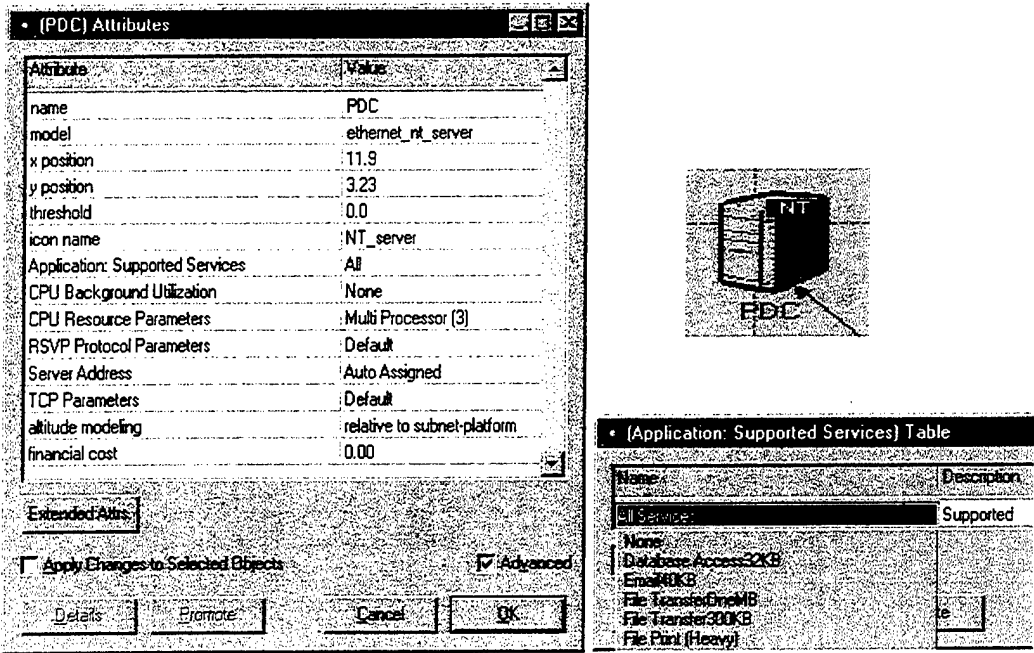 (PDC) Attributes
Attribute Value
name PDC
model ethernet_nt_server
x position 11.9
y position 3.23
threshold 0.0
icon name NT_server
Application: Supported Services All
CPU Background Utilization None
CPU Resource Parameters Multi Processor (3)
RSVP Protocol Parameters Default
Server Address Auto Assigned
TCP Parameters Default
altitude modeling relative to subnet-platform
financial cost 0.00
Extended Attrs.
Apply Changes to Selected Objects Advanced
Details Promote Cancel OK
NT
PDC
(Application: Supported Services) Table
Name Description
All Services Supported
None
Database Access32KB
Email40KB
File TransferOneMB
File Transfer300KB
File Print (Heavy)